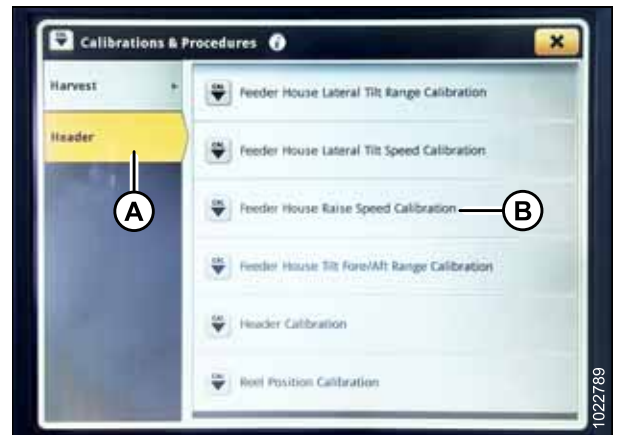 Calibrations & Procedures
Harvest
Header
Feeder House Lateral Tilt Range Calibration
Feeder House Lateral Tilt Speed Calibration
Feeder House Raise Speed Calibration
Feeder House Tilt Fore/Aft Range Calibration
Header Calibration
Reel Position Calibration
A
B
1022789